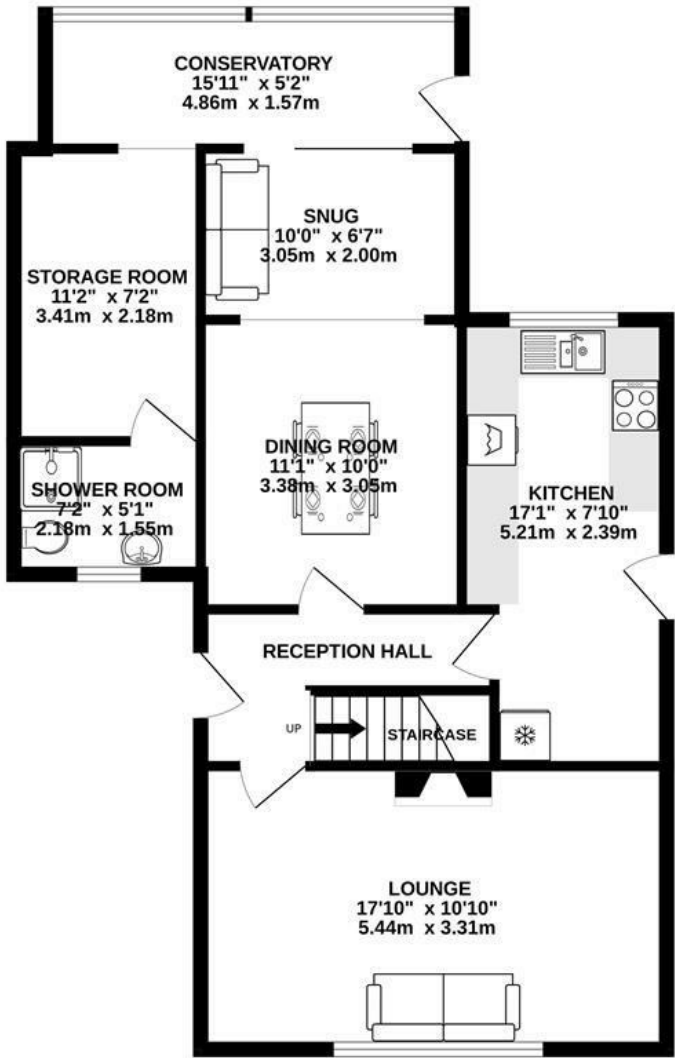 CONSERVATORY
15'11" x 5'2"
4.86m x 1.57m
SNUG
10'0" x 6'7"
3.05m x 2.00m
STORAGE ROOM
11'2" x 7'2"
3.41m x 2.18m
DINING ROOM
11'1" x 10'0"
3.38m x 3.05m
SHOWER ROOM
7'2" x 5'1"
2.18m x 1.55m
KITCHEN
17'1" x 7'10"
5.21m x 2.39m
RECEPTION HALL
UP
STAIRCASE
LOUNGE
17'10" x 10'10"
5.44m x 3.31m